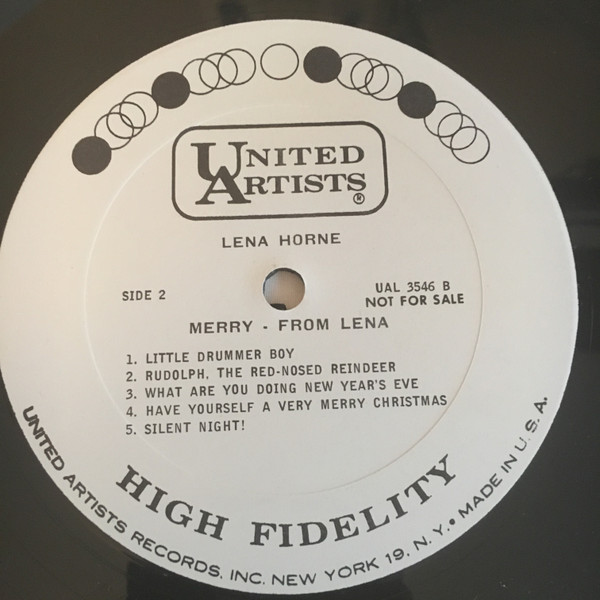 UNITED
ARTISTS®
LENA HORNE
SIDE 2
UAL 3546 B
NOT FOR SALE
MERRY - FROM LENA
1. LITTLE DRUMMER BOY
2. RUDOLPH, THE RED-NOSED REINDEER
3. WHAT ARE YOU DOING NEW YEAR'S EVE
4. HAVE YOURSELF A VERY MERRY CHRISTMAS
5. SILENT NIGHT!
HIGH FIDELITY
UNITED ARTISTS RECORDS, INC. NEW YORK 19, N.Y. • MADE IN U.S.A.